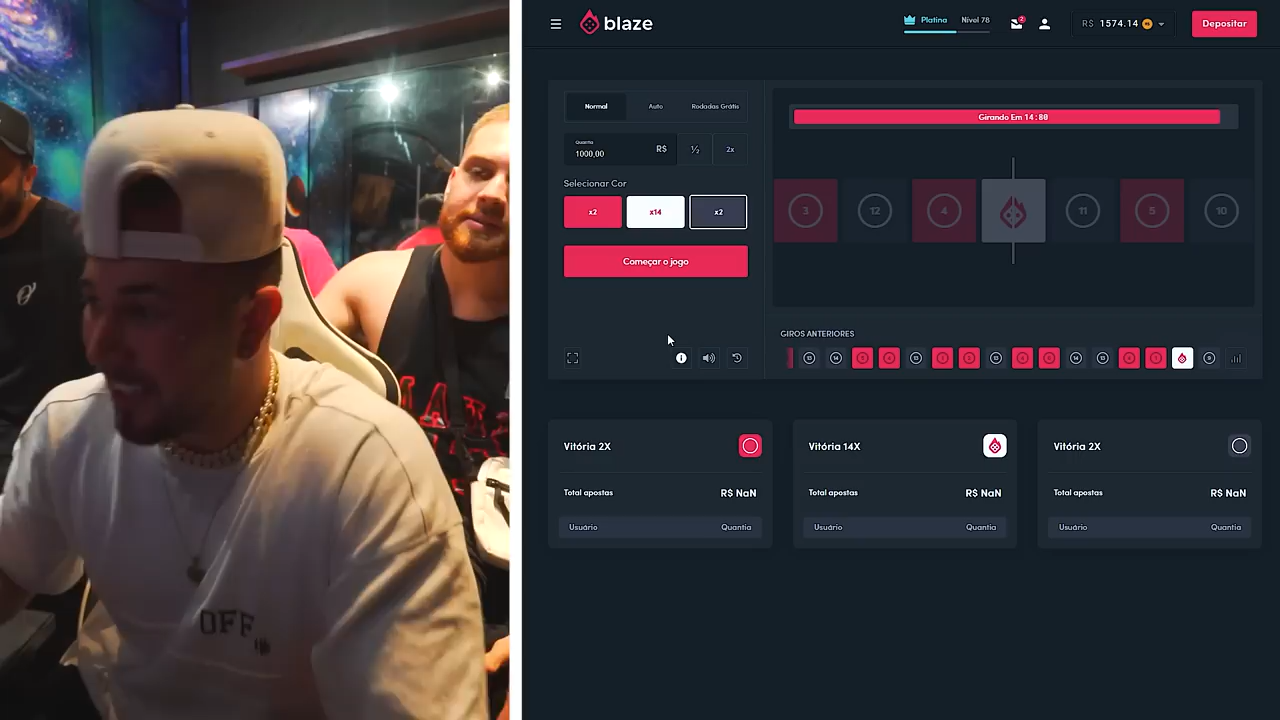 blaze
Platina
Nível 78
2
R$ 1574.14
Depositar
Normal
Auto
Rodadas Grátis
Girando Em 14:80
Quantia
1000,00
R$
½
2x
Selecionar Cor
x2
x14
x2
Começar o jogo
3
12
4
11
5
10
GIROS ANTERIORES
Vitória 2X
Total apostas
R$ NaN
Usuário
Quantia
Vitória 14X
Total apostas
R$ NaN
Usuário
Quantia
Vitória 2X
Total apostas
R$ NaN
Usuário
Quantia
OFF